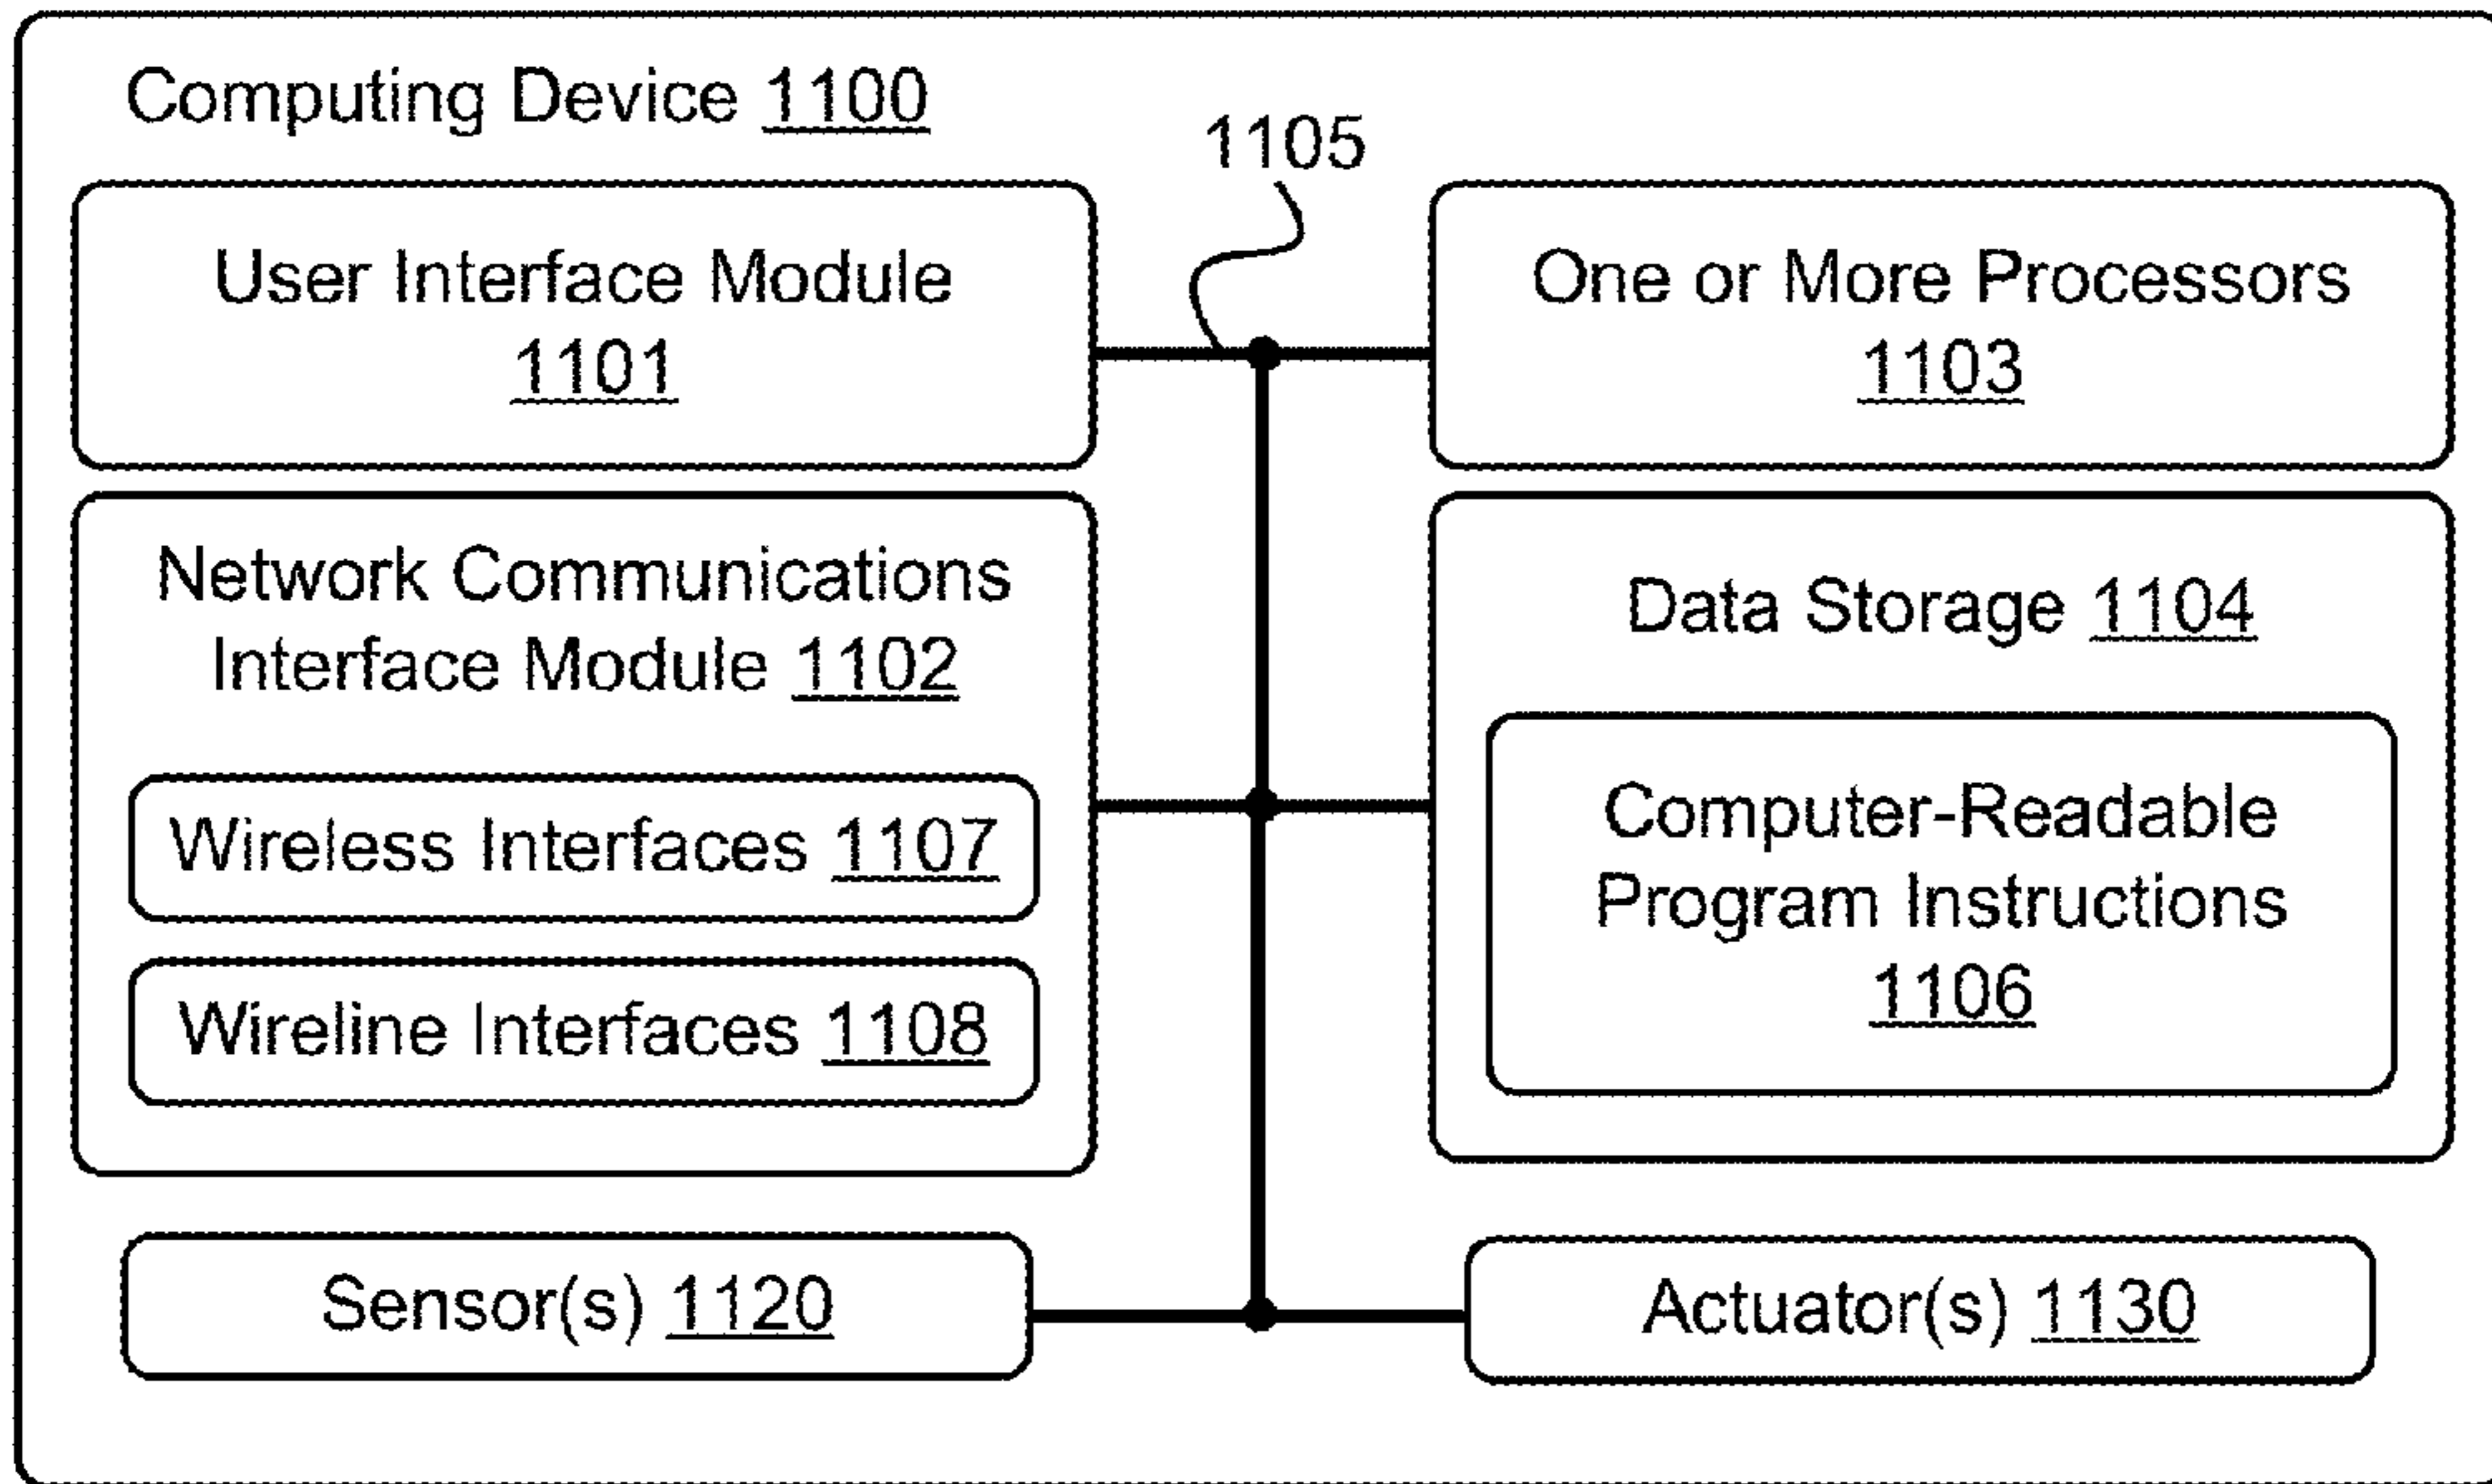 Computing Device 1100
1105
User Interface Module
1101
One or More Processors
1103
Network Communications
Interface Module 1102
Wireless Interfaces 1107
Wireline Interfaces 1108
Data Storage 1104
Computer-Readable
Program Instructions
1106
Sensor(s) 1120
Actuator(s) 1130